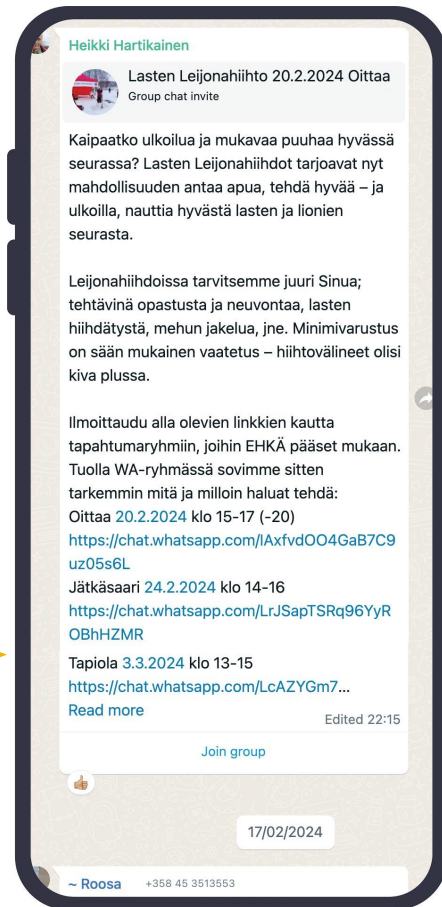 Heikki Hartikainen
Lasten Leijonahiihto 20.2.2024 Oittaa
Group chat invite
Kaipaatko ulkoilua ja mukavaa puuhaa hyvässä
seurassa? Lasten Leijonahiihdot tarjoavat nyt
mahdollisuuden antaa apua, tehdä hyvää – ja
ulkoilla, nauttia hyvästä lasten ja lionien
seurasta.
Leijonahiihdoissa tarvitsemme juuri Sinua;
tehtävinä opastusta ja neuvontaa, lasten
hiihdätystä, mehun jakelua, jne. Minimivarustus
on sään mukainen vaatetus – hiihtovälineet olisi
kiva plussa.
Ilmoittaudu alla olevien linkkien kautta
tapahtumaryhmiin, joihin EHKÄ pääset mukaan.
Tuolla WA-ryhmässä sovimme sitten
tarkemmin mitä ja milloin haluat tehdä:
Oittaa 20.2.2024 klo 15-17 (-20)
https://chat.whatsapp.com/IAxfvdOO4GaB7C9
uz05s6L
Jätkäsaari 24.2.2024 klo 14-16
https://chat.whatsapp.com/LrJSapTSRq96YyR
OBhHZMR
Tapiola 3.3.2024 klo 13-15
https://chat.whatsapp.com/LcAZYGm7...
Read more
Edited 22:15
Join group
17/02/2024
~ Roosa +358 45 3513553